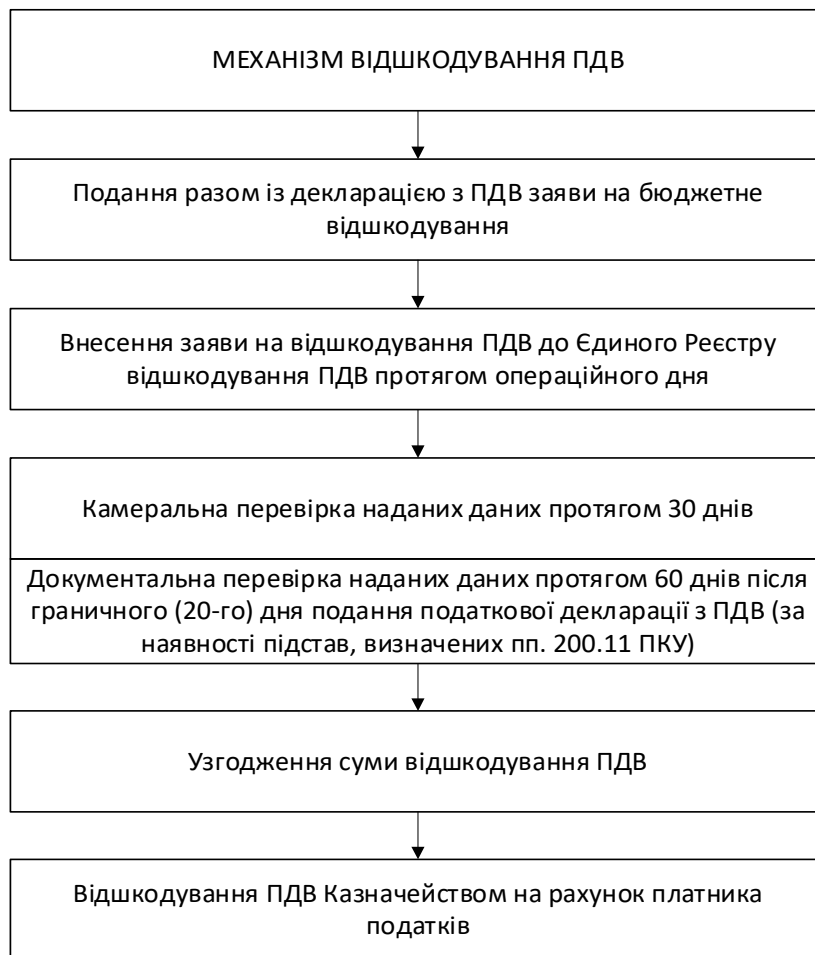 МЕХАНІЗМ ВІДШКОДУВАННЯ ПДВ
Подання разом із декларацією з ПДВ заяви на бюджетне
відшкодування
Внесення заяви на відшкодування ПДВ до Єдиного Реєстру
відшкодування ПДВ протягом операційного дня
Камеральна перевірка наданих даних протягом 30 днів
Документальна перевірка наданих даних протягом 60 днів після
граничного (20-го) дня подання податкової декларації з ПДВ (за
наявності підстав, визначених пп. 200.11 ПКУ)
Узгодження суми відшкодування ПДВ
Відшкодування ПДВ Казначейством на рахунок платника
податків